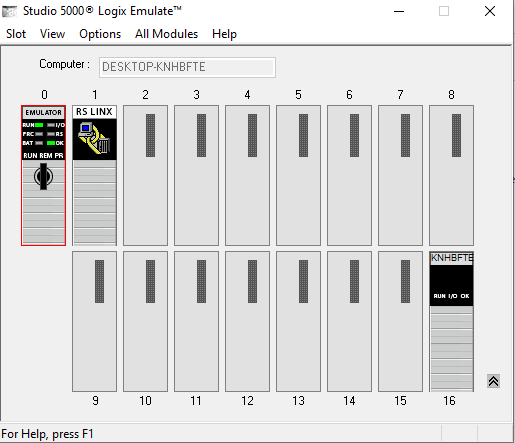 Studio 5000® Logix Emulate™
Slot View Options All Modules Help
Computer : DESKTOP-KNHBFTE
0 1 2 3 4 5 6 7 8
EMULATOR
RUN I/O
FRC RS
BAT OK
RUN REM PR
RS LINX
KNHBFTE
RUN I/O OK
9 10 11 12 13 14 15 16
For Help, press F1